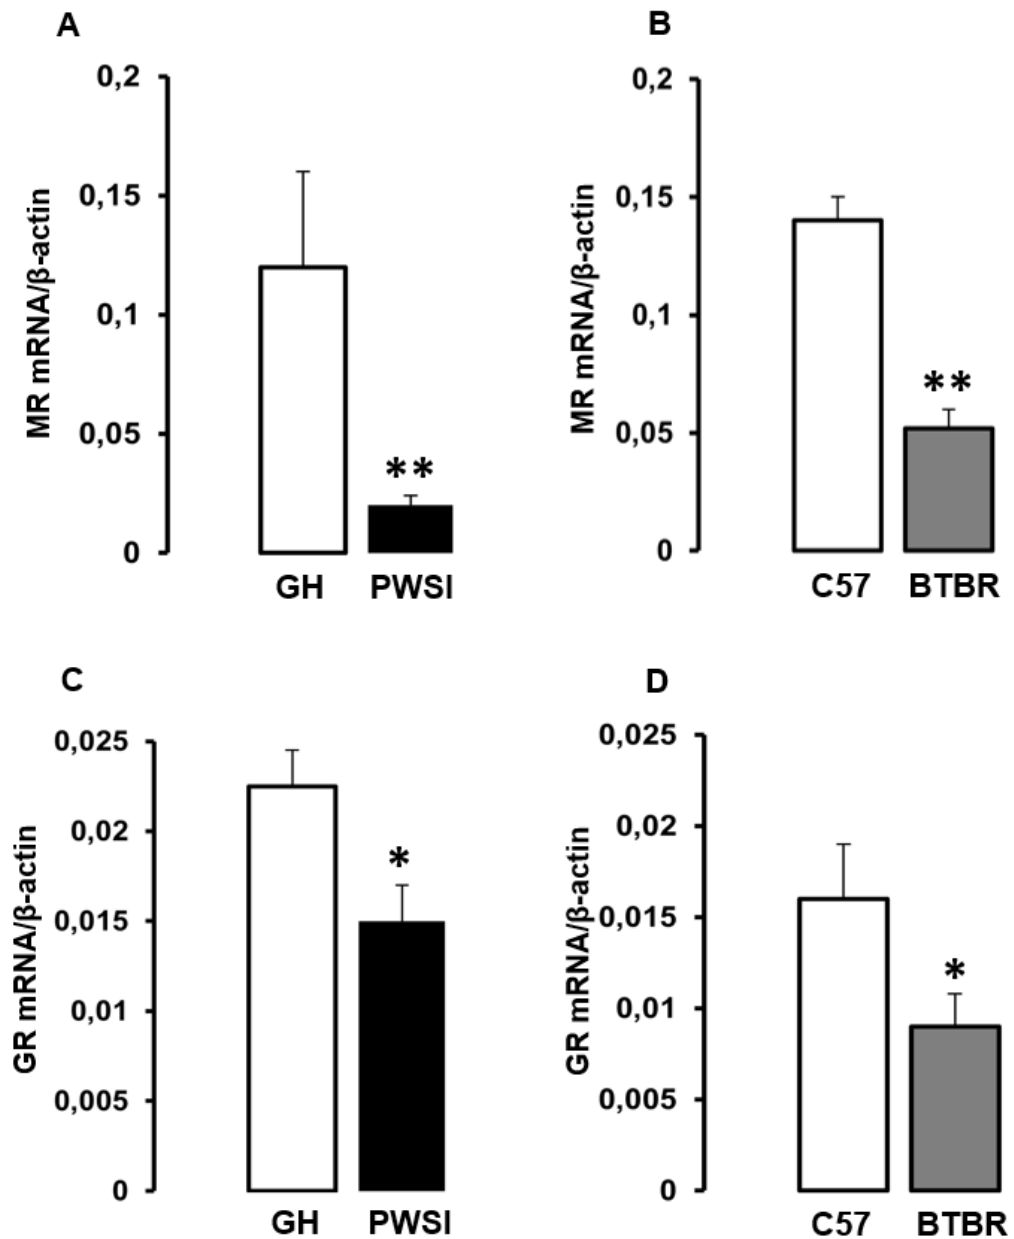 A
MR mRNA/β-actin
0,2
0,15
0,1
0,05
0
**
GH PWSI
B
MR mRNA/β-actin
0,2
0,15
0,1
0,05
0
**
C57 BTBR
C
GR mRNA/β-actin
0,025
0,02
0,015
0,01
0,005
0
*
GH PWSI
D
GR mRNA/β-actin
0,025
0,02
0,015
0,01
0,005
0
*
C57 BTBR